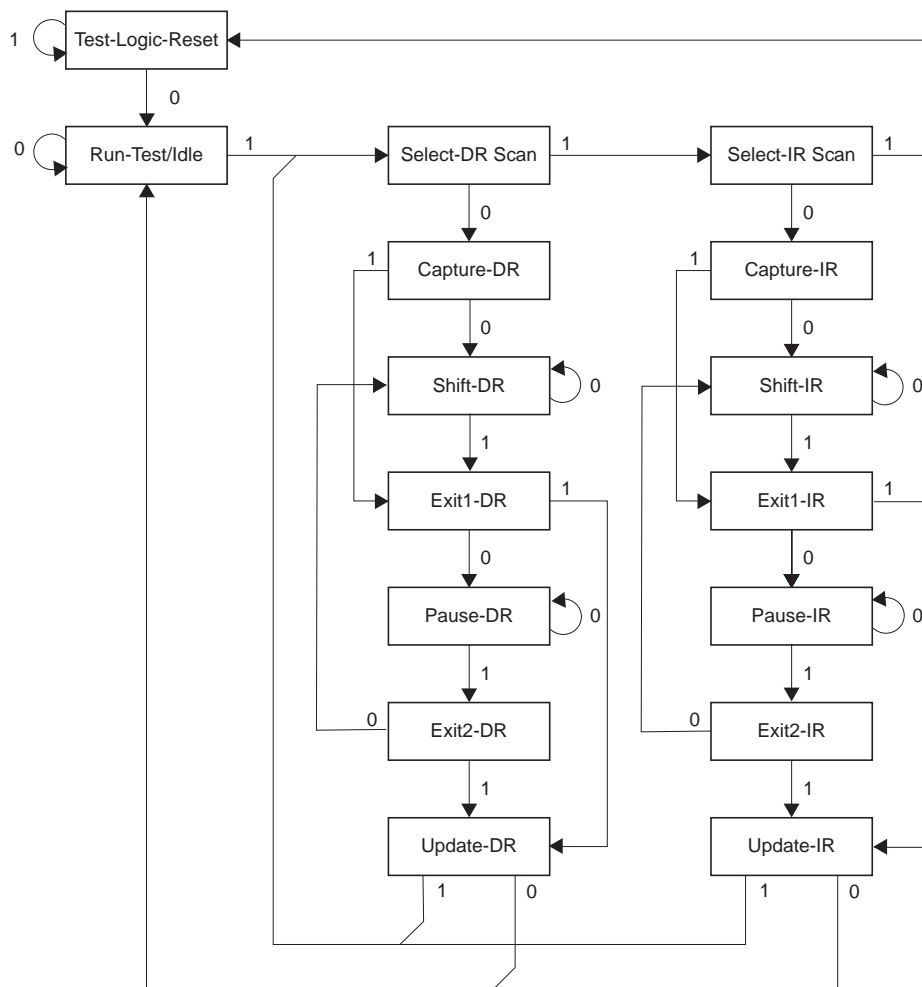 1
Test-Logic-Reset
0
0
Run-Test/Idle
1
Select-DR Scan
1
Select-IR Scan
1
0
0
1
Capture-DR
1
Capture-IR
0
0
Shift-DR
0
Shift-IR
0
1
1
Exit1-DR
1
Exit1-IR
1
0
0
Pause-DR
0
Pause-IR
0
1
1
0
Exit2-DR
0
Exit2-IR
1
1
Update-DR
Update-IR
1
0
1
0